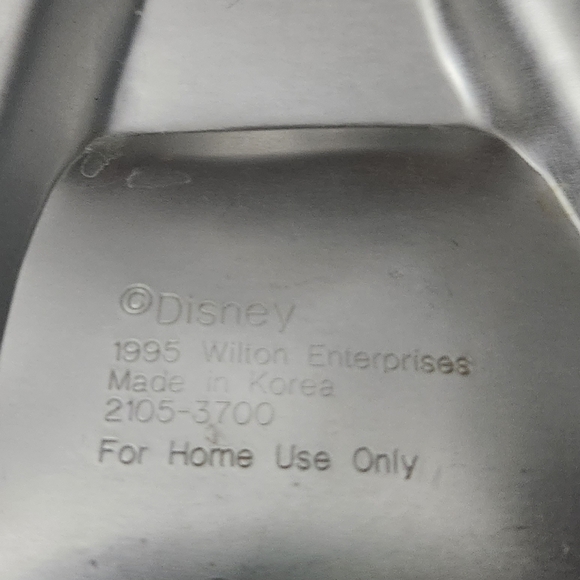 ©Disney
1995 Wilton Enterprises
Made in Korea
2105-3700
For Home Use Only